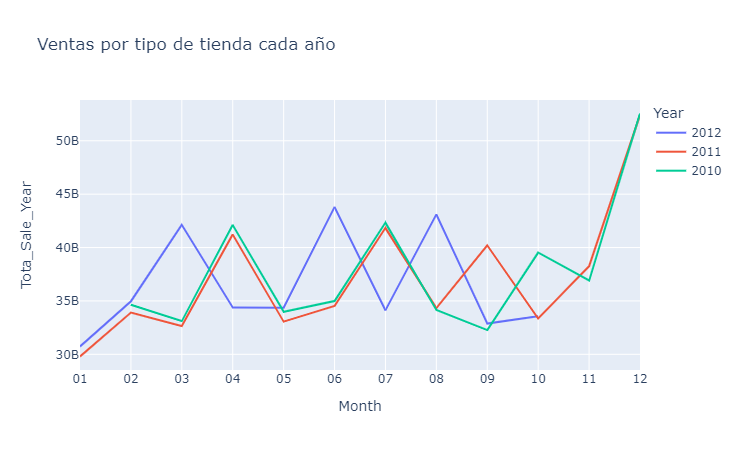 Ventas por tipo de tienda cada año
Year
2012
2011
2010
Tota_Sale_Year
50B
45B
40B
35B
30B
01 02 03 04 05 06 07 08 09 10 11 12
Month